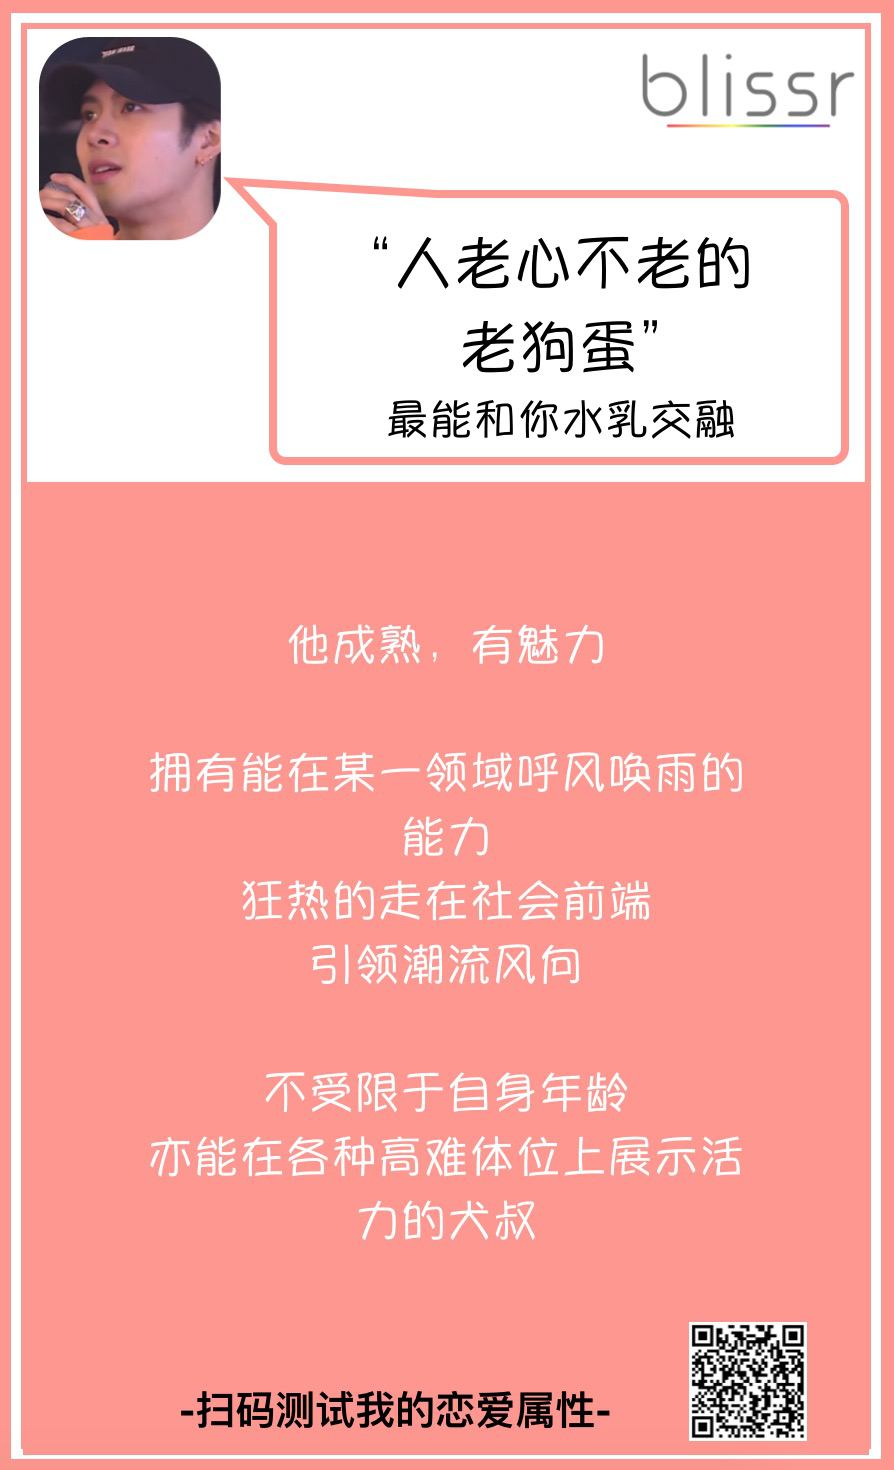 blissr
“人老心不老的
老狗蛋”
最能和你水乳交融
他成熟，有魅力
拥有能在某一领域呼风唤雨的
能力
狂热的走在社会前端
引领潮流风向
不受限于自身年龄
亦能在各种高难体位上展示活
力的犬叔
-扫码测试我的恋爱属性-